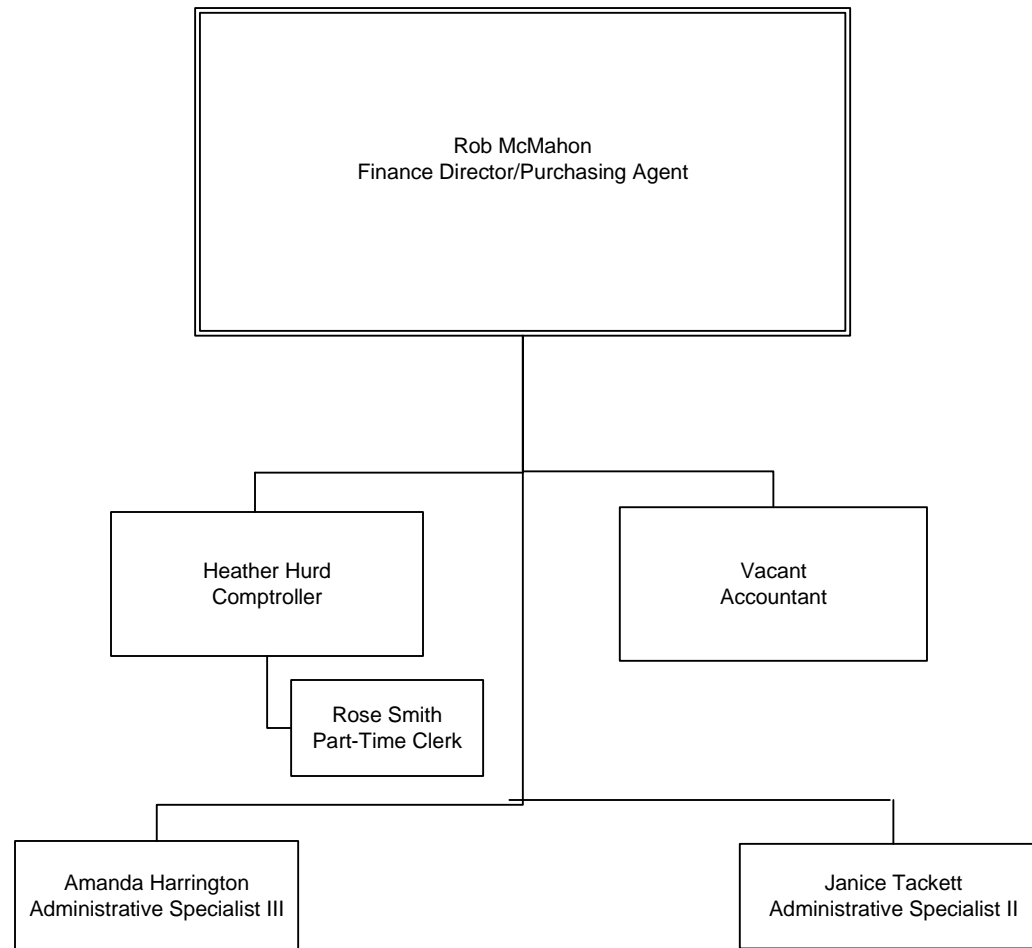 Rob McMahon
Finance Director/Purchasing Agent
Heather Hurd
Comptroller
Vacant
Accountant
Rose Smith
Part-Time Clerk
Amanda Harrington
Administrative Specialist III
Janice Tackett
Administrative Specialist II